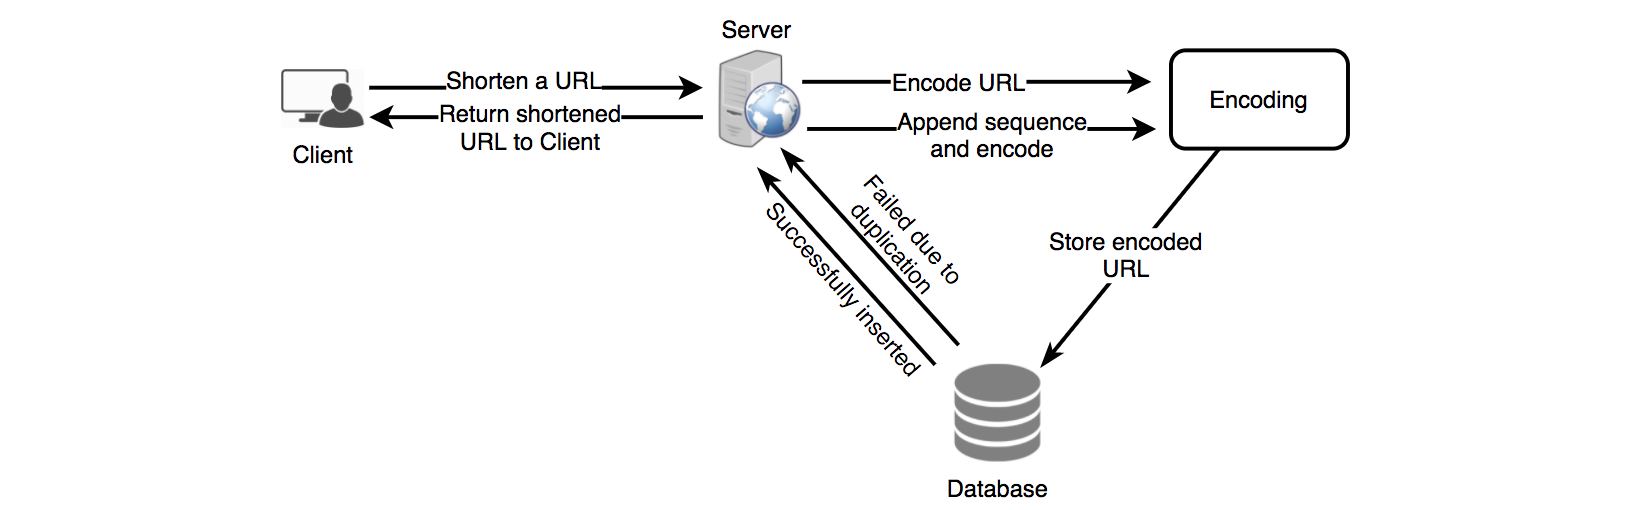 Server
Shorten a URL
Return shortened
URL to Client
Client
Encode URL
Append sequence
and encode
Encoding
Failed due to
duplication
Successfully inserted
Store encoded
URL
Database